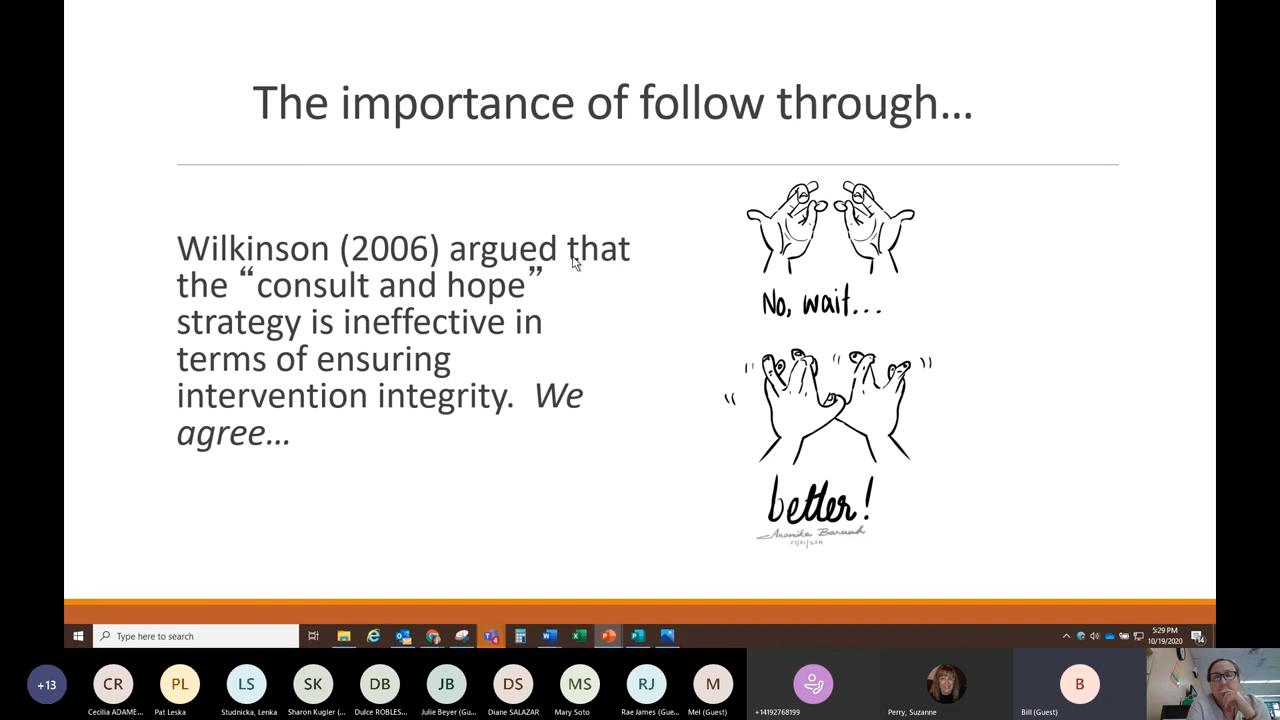 The importance of follow through...
Wilkinson (2006) argued that
the “consult and hope”
strategy is ineffective in
terms of ensuring
intervention integrity. We
agree...
No, wait...
better!
Type here to search
5:29 PM
10/19/2020
+13
CR
PL
LS
SK
DB
JB
DS
MS
RJ
M
B
Cecilia ADAME...
Pat Leska
Studnicka, Lenka
Sharon Kugler (...
Dulce ROBLES...
Julie Beyer (Gu...
Diane SALAZAR
Mary Soto
Rae James (Gue...
Mel (Guest)
+14192768199
Perry, Suzanne
Bill (Guest)